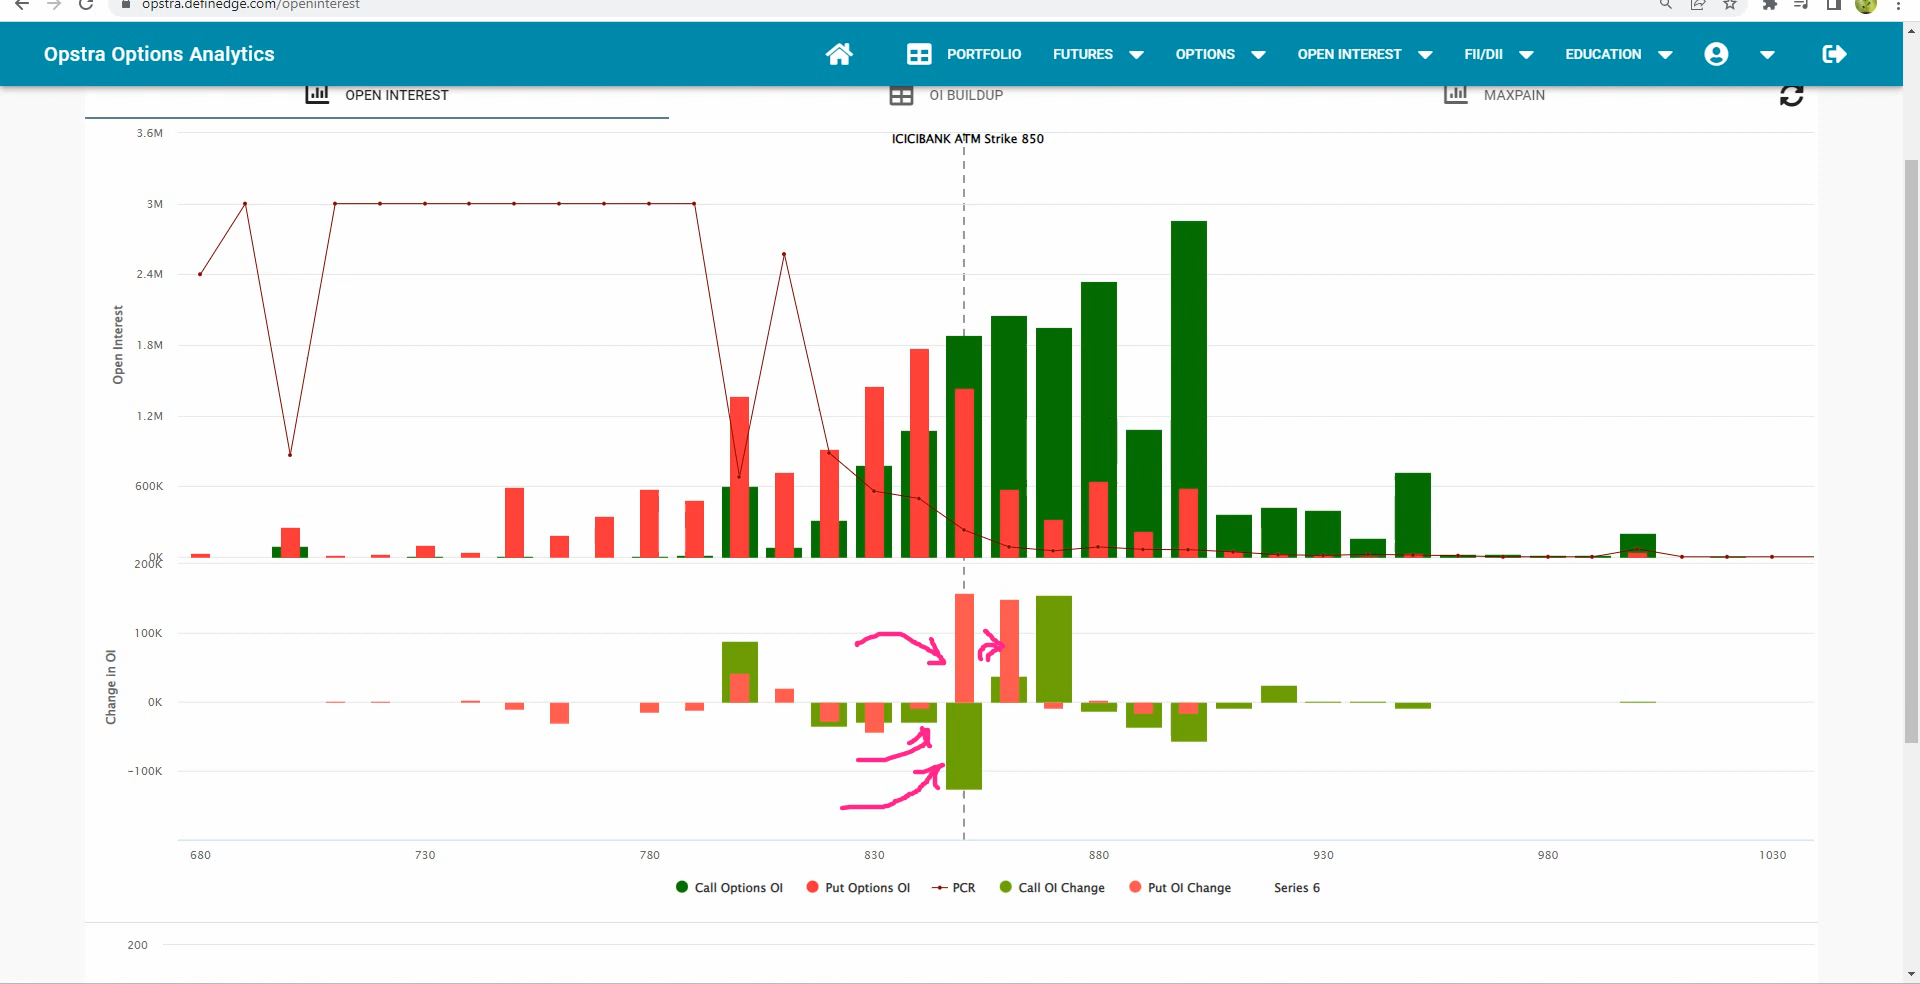 opstra.definedge.com/openinterest
Opstra Options Analytics
PORTFOLIO
FUTURES
OPTIONS
OPEN INTEREST
FII/DII
EDUCATION
OPEN INTEREST
OI BUILDUP
MAXPAIN
ICICIBANK ATM Strike 850
3.6M
3M
2.4M
1.8M
1.2M
600K
0K
Open Interest
200K
100K
0K
-100K
Change in OI
680
730
780
830
880
930
980
1030
Call Options OI
Put Options OI
PCR
Call OI Change
Put OI Change
Series 6
200